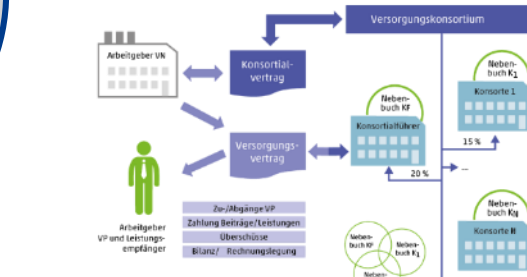 Versorgungskonsortium
Arbeitgeber VN
Konsortial-
vertrag
Neben-
buch K1
Konsorte 1
Neben-
buch KF
Konsortialführer
Versorgungs-
vertrag
15 %
20 %
...
Zu-/Abgänge VP
Zahlung Beiträge/Leistungen
Überschüsse
Bilanz/ Rechnungslegung
Arbeitgeber
VP und Leistungs-
empfänger
Neben-
buch KN
Konsorte N
Neben-
buch KF
Neben-
buch K1
Neben-